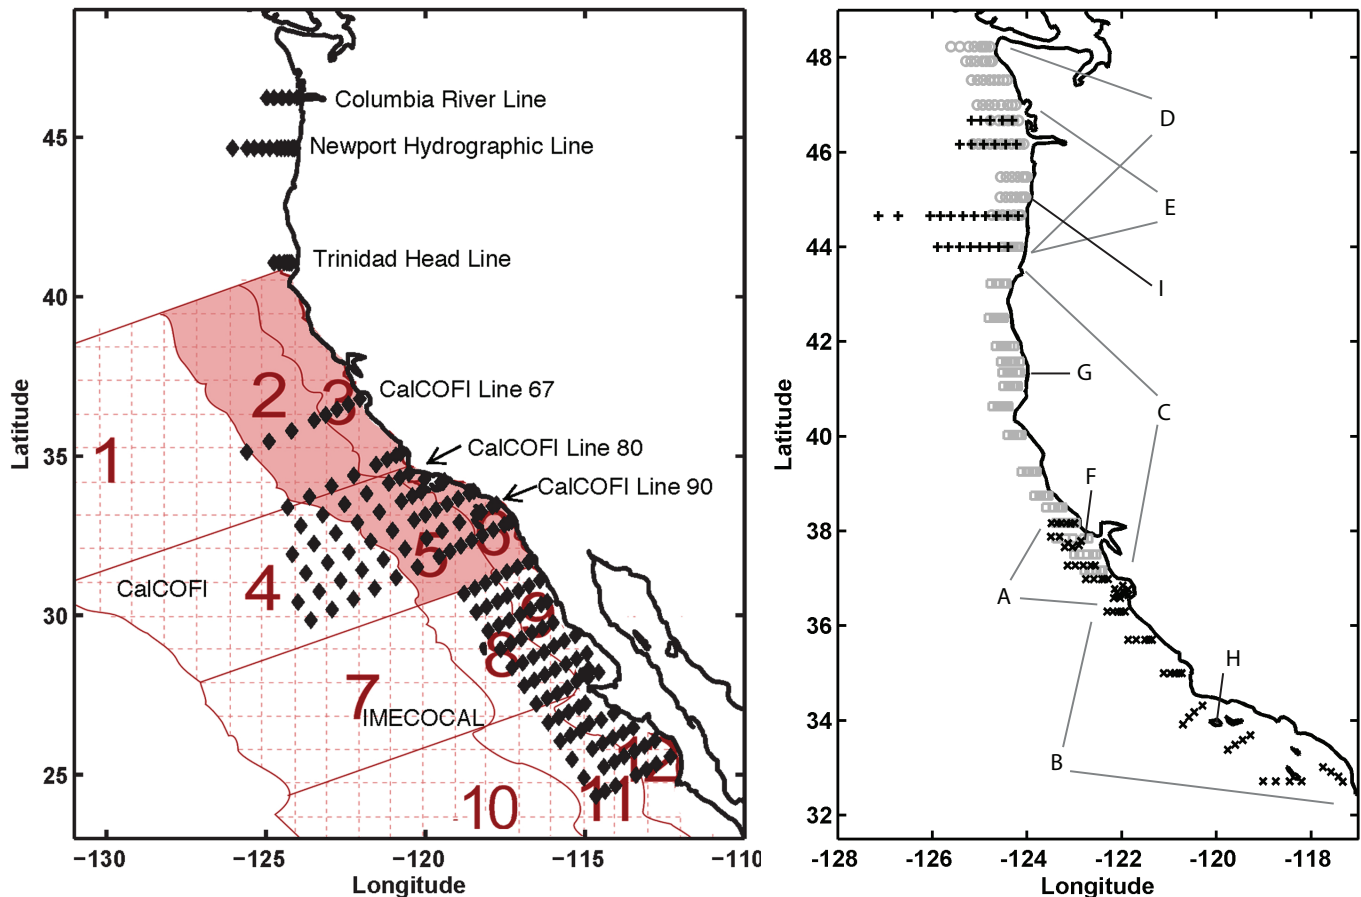 Columbia River Line
Newport Hydrographic Line
Trinidad Head Line
CalCOFI Line 67
CalCOFI Line 80
CalCOFI Line 90
CalCOFI
IMECOCAL
1
2
3
4
5
6
7
8
9
10
11
12
45
40
35
30
25
Latitude
−130
−125
−120
−115
−110
Longitude
48
46
44
42
40
38
36
34
32
Latitude
D
E
I
G
C
F
A
H
B
-128
-126
-124
-122
-120
-118
Longitude